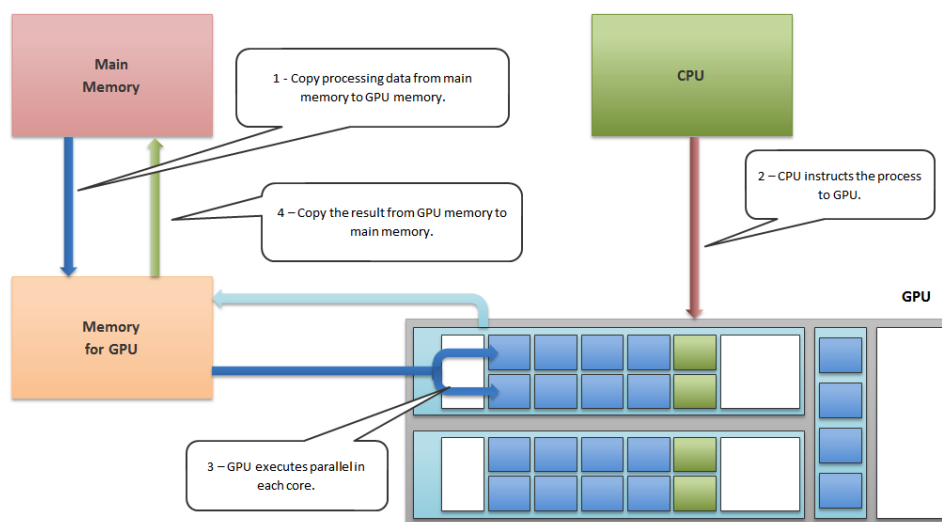 Main
Memory
1 - Copy processing data from main
memory to GPU memory.
CPU
2 – CPU instructs the process
to GPU.
4 – Copy the result from GPU memory to
main memory.
Memory
for GPU
GPU
3 – GPU executes parallel in
each core.